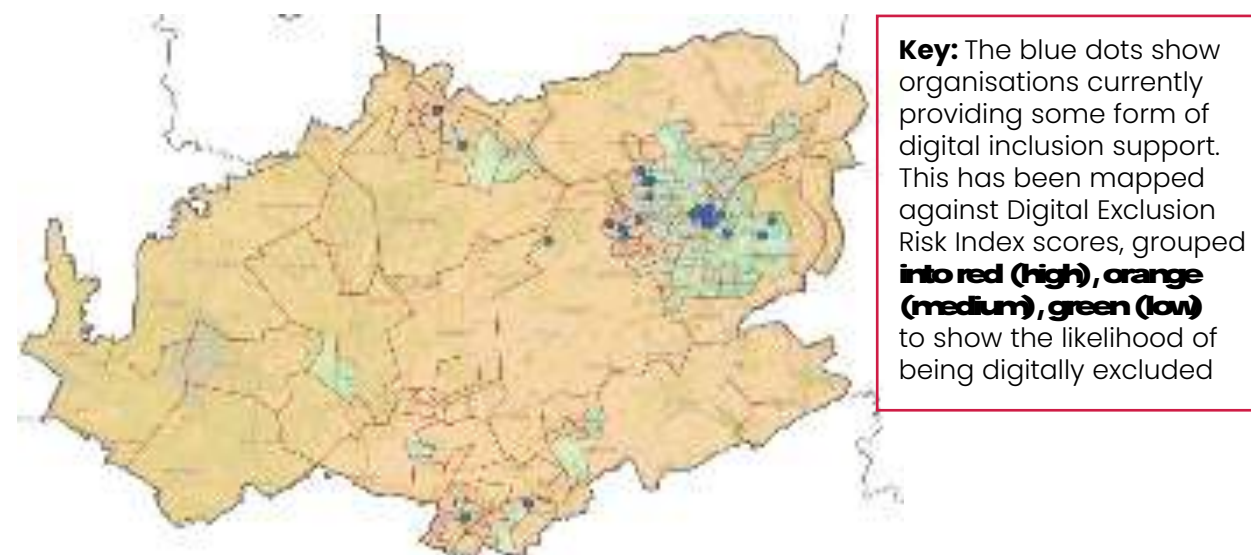 Key: The blue dots show
organisations currently
providing some form of
digital inclusion support.
This has been mapped
against Digital Exclusion
Risk Index scores, grouped
into red (high), orange
(medium), green (low)
to show the likelihood of
being digitally excluded